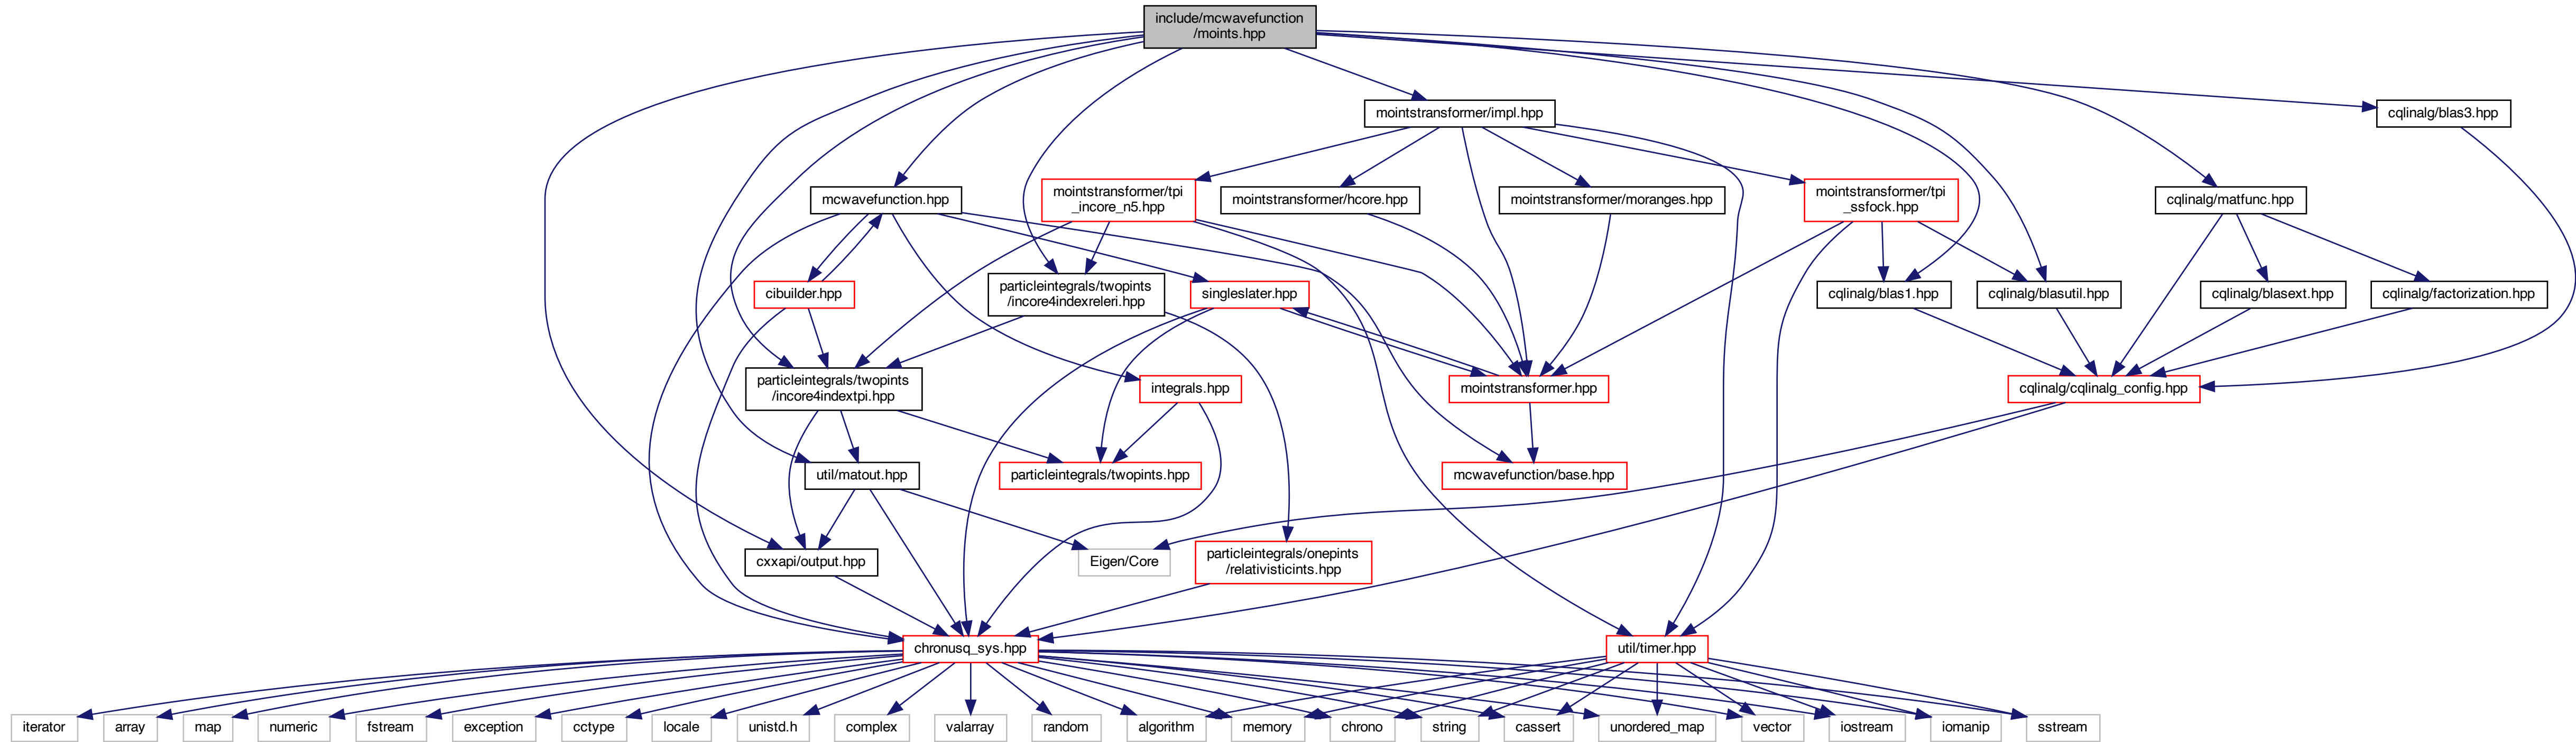 include/mcwavefunction
/moints.hpp
mointstransformer/impl.hpp
cqlinalg/blas3.hpp
mcwavefunction.hpp
mointstransformer/tpi
_incore_n5.hpp
mointstransformer/hcore.hpp
mointstransformer/moranges.hpp
mointstransformer/tpi
_ssfock.hpp
cqlinalg/matfunc.hpp
cibuilder.hpp
particleintegrals/twopints
/incore4indexreleri.hpp
singleslater.hpp
cqlinalg/blas1.hpp
cqlinalg/blasutil.hpp
cqlinalg/blasext.hpp
cqlinalg/factorization.hpp
particleintegrals/twopints
/incore4indextpi.hpp
integrals.hpp
mointstransformer.hpp
cqlinalg/cqlinalg_config.hpp
util/matout.hpp
particleintegrals/twopints.hpp
mcwavefunction/base.hpp
cxxapi/output.hpp
Eigen/Core
particleintegrals/onepints
/relativisticints.hpp
chronusq_sys.hpp
util/timer.hpp
iterator
array
map
numeric
fstream
exception
cctype
locale
unistd.h
complex
valarray
random
algorithm
memory
chrono
string
cassert
unordered_map
vector
iostream
iomanip
sstream